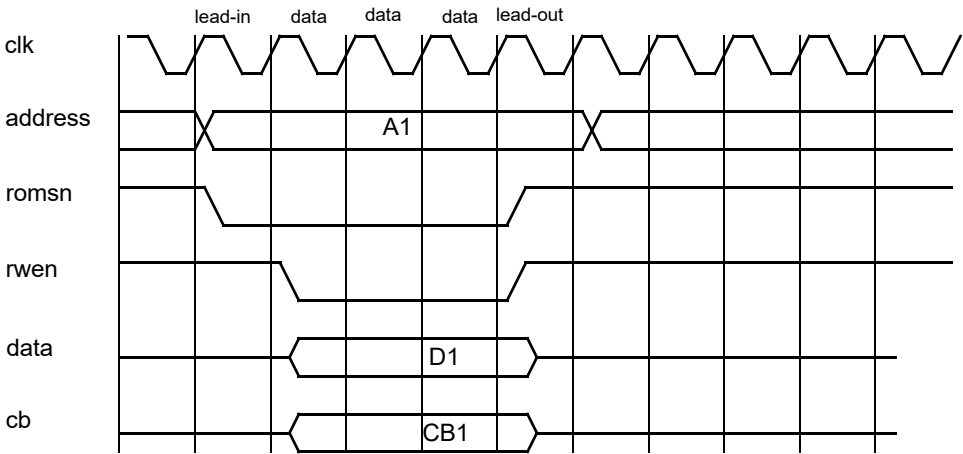 lead-in data data data lead-out
clk
address A1
romsn
rwen
data D1
cb CB1